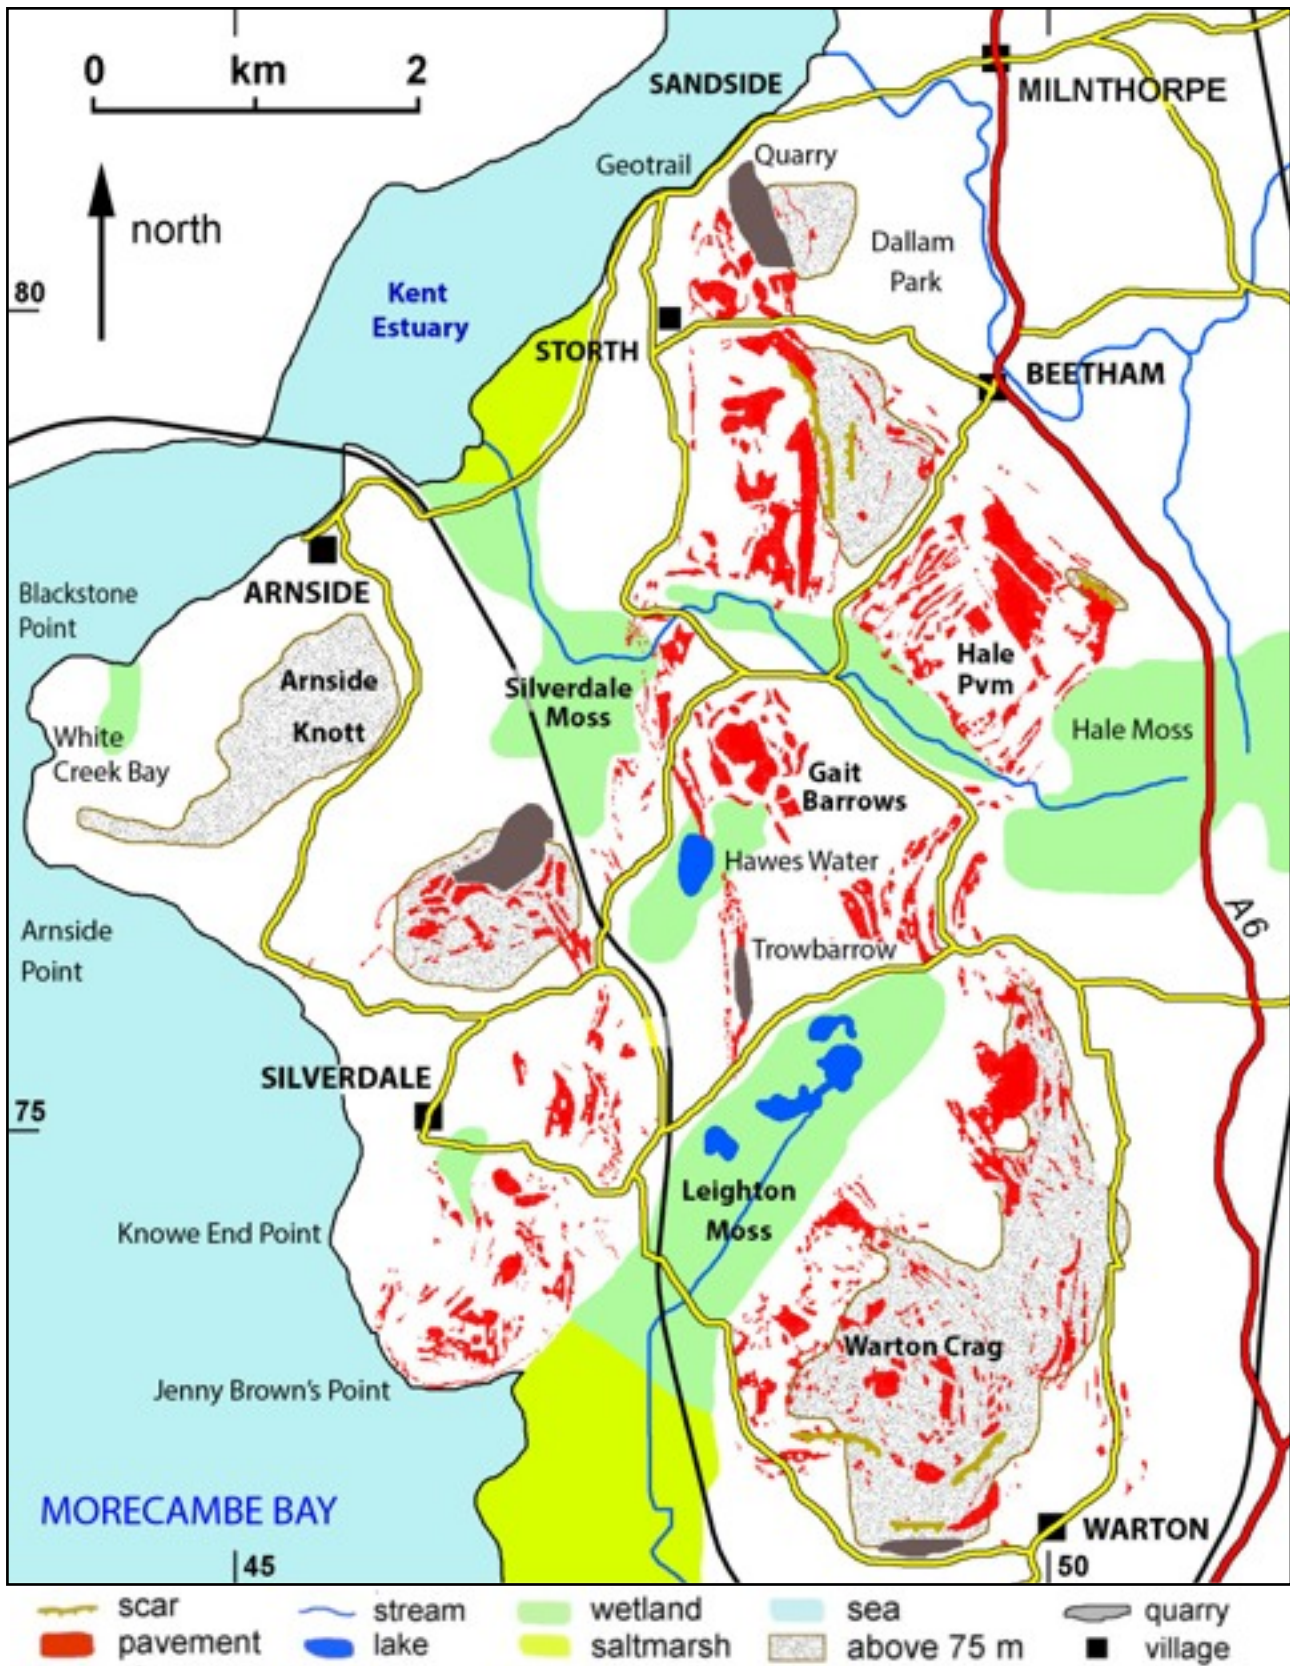 0 km 2
SANDSIDE
MILNTHORPE
Geotrail
Quarry
north
Dallam
Park
80
Kent
Estuary
STORTH
BEETHAM
ARNSIDE
Blackstone
Point
Arnside
Knott
Silverdale
Moss
Hale
Pvm
Hale Moss
White
Creek Bay
Gait
Barrows
Hawes Water
Arnside
Point
Trowbarrow
A6
SILVERDALE
75
Leighton
Moss
Knowe End Point
Warton Crag
Jenny Brown's Point
MORECAMBE BAY
WARTON
45
50
scar
stream
wetland
sea
quarry
pavement
lake
saltmarsh
above 75 m
village